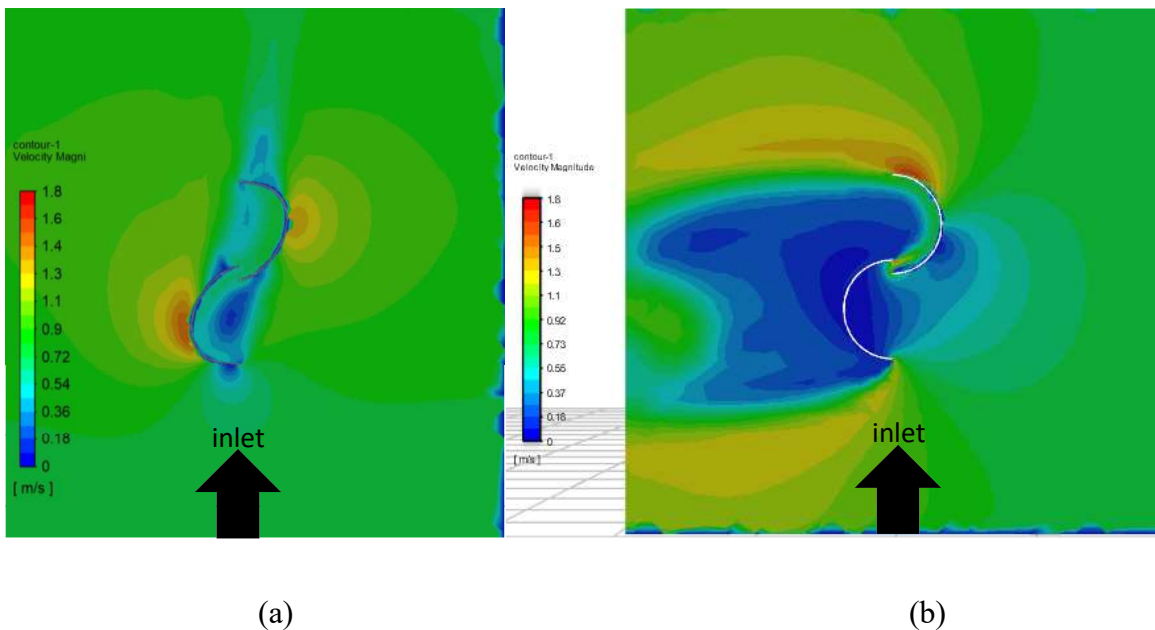 contour-1
Velocity Magni
1.8
1.6
1.4
1.3
1.1
0.9
0.72
0.54
0.36
0.18
0
[ m/s ]
inlet
contour-1
Velocity Magnitude
1.8
1.6
1.5
1.3
1.1
0.92
0.73
0.55
0.37
0.18
0
[ m/s ]
inlet
(a)
(b)